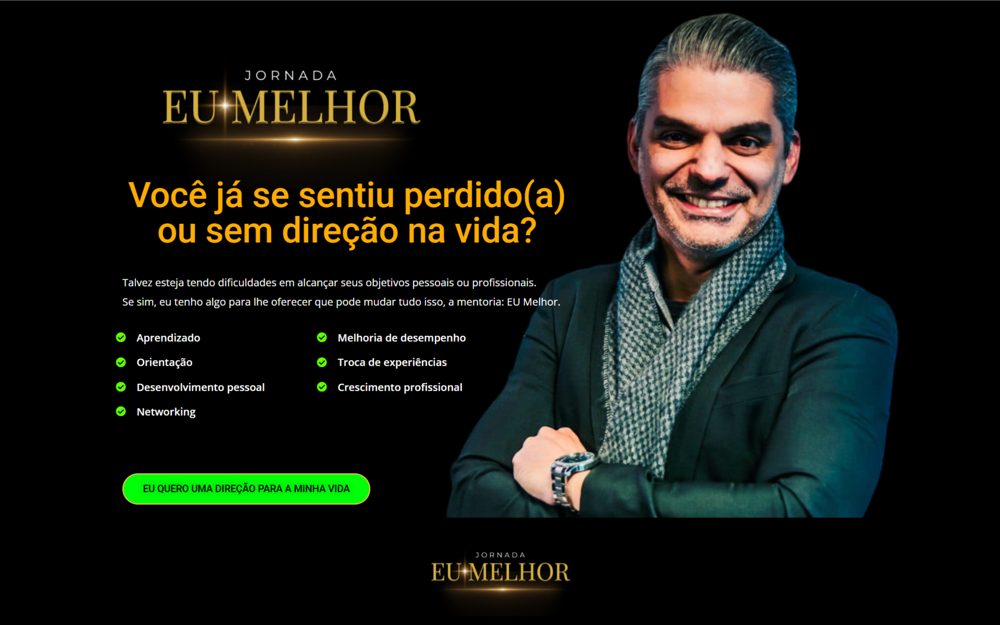 JORNADA
EU MELHOR
Você já se sentiu perdido(a)
ou sem direção na vida?
Talvez esteja tendo dificuldades em alcançar seus objetivos pessoais ou profissionais.
Se sim, eu tenho algo para lhe oferecer que pode mudar tudo isso, a mentoria: EU Melhor.
Aprendizado
Orientação
Desenvolvimento pessoal
Networking
Melhoria de desempenho
Troca de experiências
Crescimento profissional
EU QUERO UMA DIREÇÃO PARA A MINHA VIDA
JORNADA
EU MELHOR